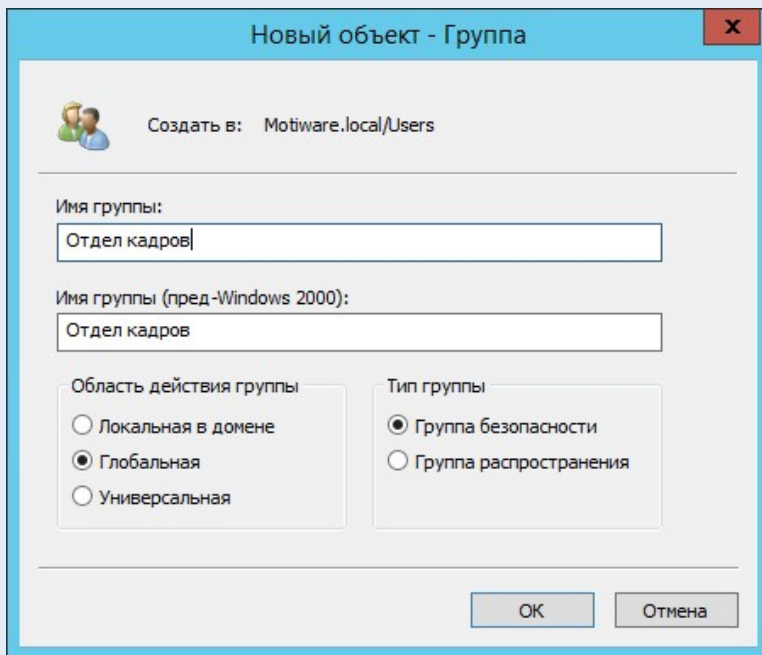 Новый объект - Группа
x
Создать в: Motiware.local/Users
Имя группы:
Отдел кадров
Имя группы (пред-Windows 2000):
Отдел кадров
Область действия группы
Локальная в домене
Глобальная
Универсальная
Тип группы
Группа безопасности
Группа распространения
ОК
Отмена